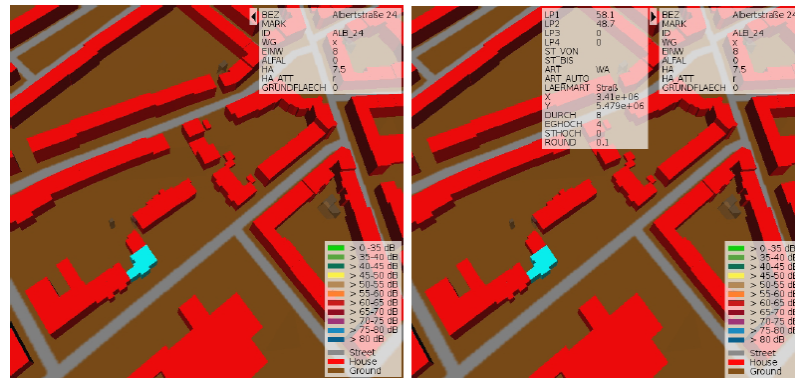 BEZ Albertstraße 24
MARK
ID ALB_24
WG x
EINW 8
ALFAL 0
HA 7.5
HA_ATT r
GRUNDFLAECH 0
> 0-35 dB
> 35-40 dB
> 40-45 dB
> 45-50 dB
> 50-55 dB
> 55-60 dB
> 60-65 dB
> 65-70 dB
> 70-75 dB
> 75-80 dB
> 80 dB
Street
House
Ground
LP1 58.1
LP2 48.7
LP3 0
LP4 0
ST_VON
ST_BIS
ART WA
ART_AUTO
LAERMART Straß
X 3.41e+06
Y 5.479e+06
DURCH 8
EGHOCH 4
STHOCH 0
ROUND 0.1
BEZ Albertstraße 24
MARK
ID ALB_24
WG x
EINW 8
ALFAL 0
HA 7.5
HA_ATT r
GRUNDFLAECH 0
> 0-35 dB
> 35-40 dB
> 40-45 dB
> 45-50 dB
> 50-55 dB
> 55-60 dB
> 60-65 dB
> 65-70 dB
> 70-75 dB
> 75-80 dB
> 80 dB
Street
House
Ground